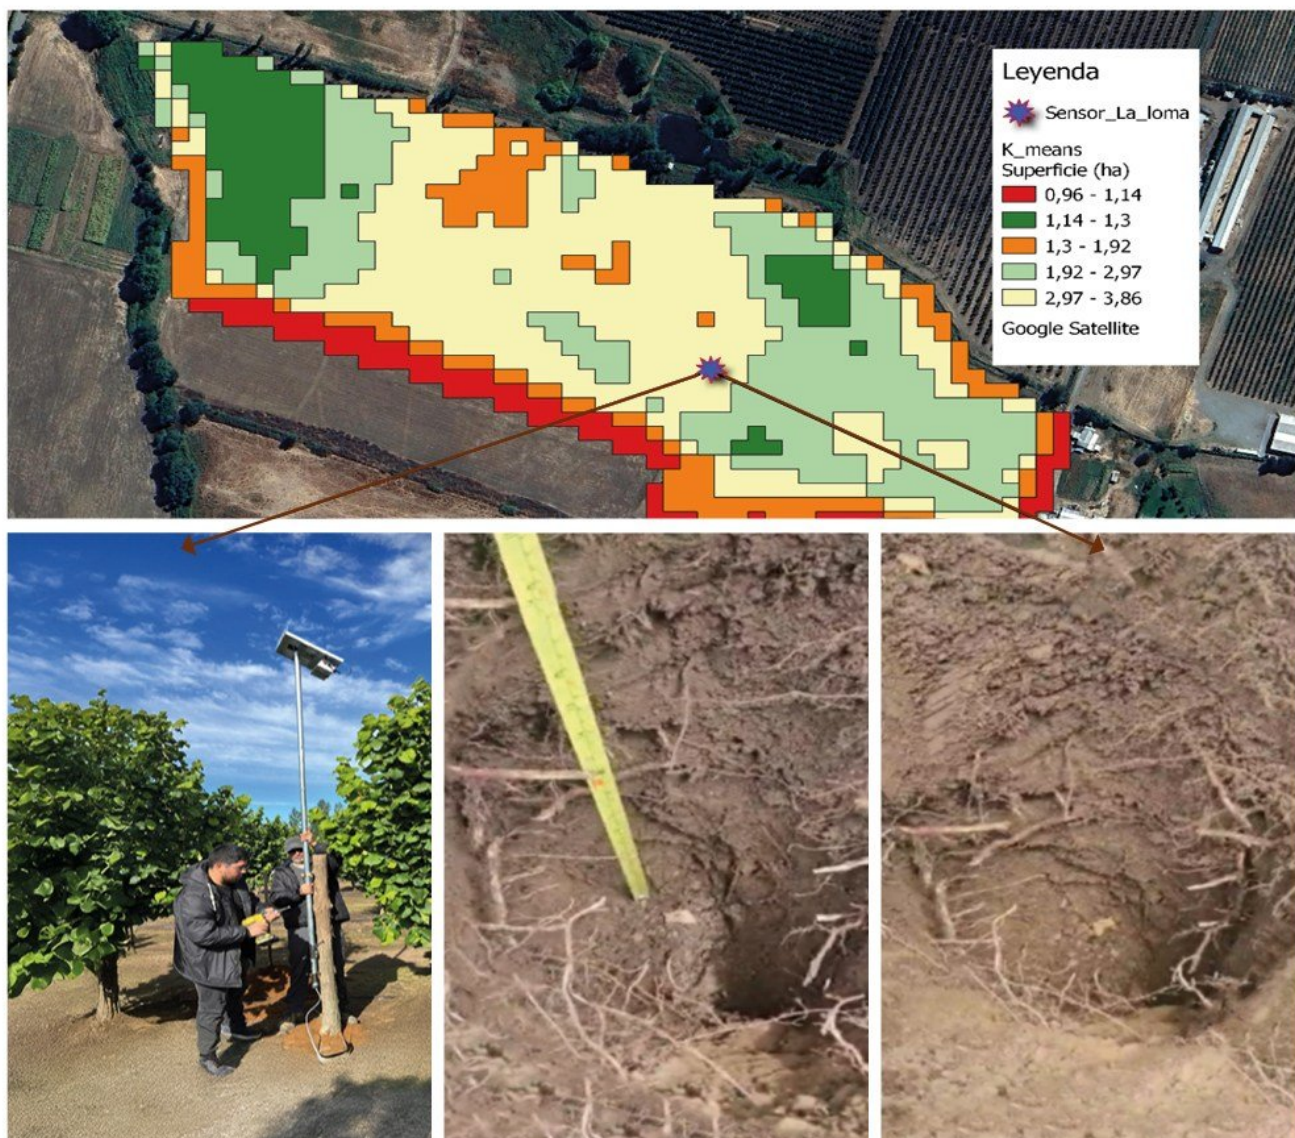 Leyenda
Sensor_La_loma
K_means
Superficie (ha)
0,96 - 1,14
1,14 - 1,3
1,3 - 1,92
1,92 - 2,97
2,97 - 3,86
Google Satellite